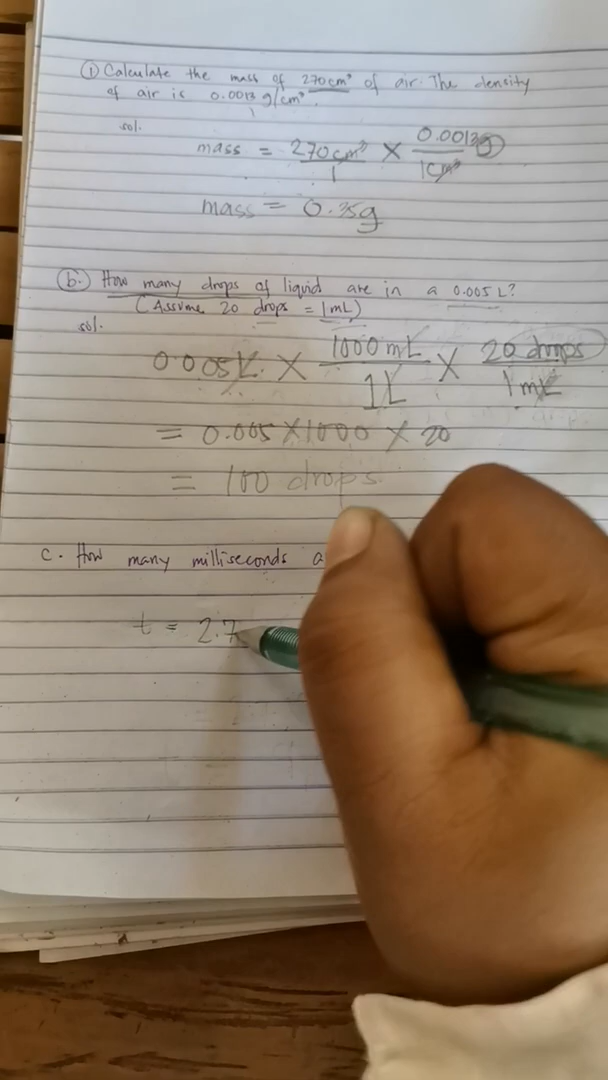 ① Calculate the mass of 270cm³ of air. The density
of air is 0.0013 g/cm³.
sol.
mass = 270cm³/1 × 0.0013g/1cm³
mass = 0.35g
(b.) How many drops of liquid are in a 0.005 L?
(Assume 20 drops = 1mL)
sol.
0.005L × 1000mL/1L × 20 drops/1mL
= 0.005×1000 × 20
= 100 drops
c. How many milliseconds
t = 2.7